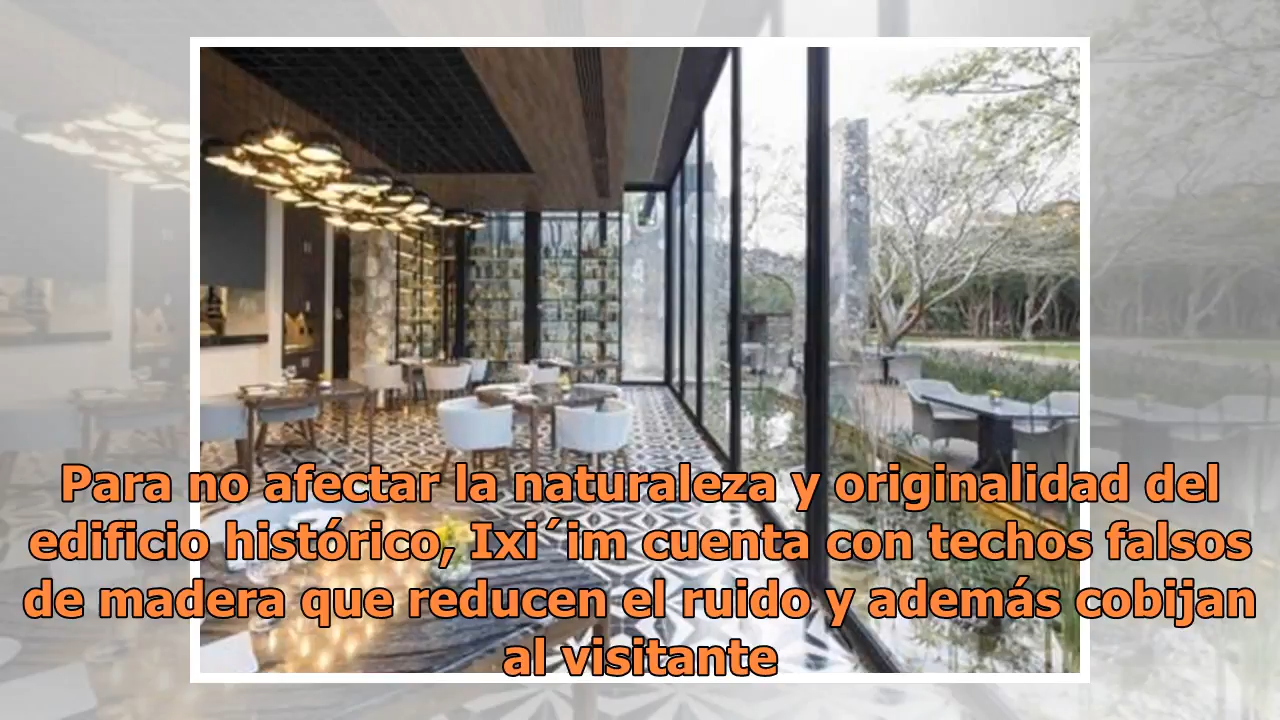 Para no afectar la naturaleza y originalidad del
edificio histórico, Ixi´im cuenta con techos falsos
de madera que reducen el ruido y además cobijan
al visitante